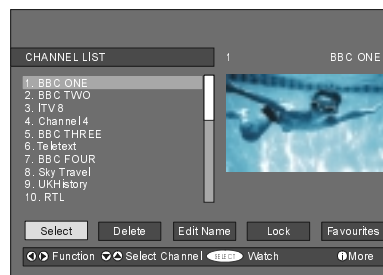 CHANNEL LIST
1 BBC ONE
1. BBC ONE
2. BBC TWO
3. ITV 8
4. Channel 4
5. BBC THREE
6. Teletext
7. BBC FOUR
8. Sky Travel
9. UKHistory
10. RTL
Select Delete Edit Name Lock Favourites
Function Select Channel SELECT Watch i More